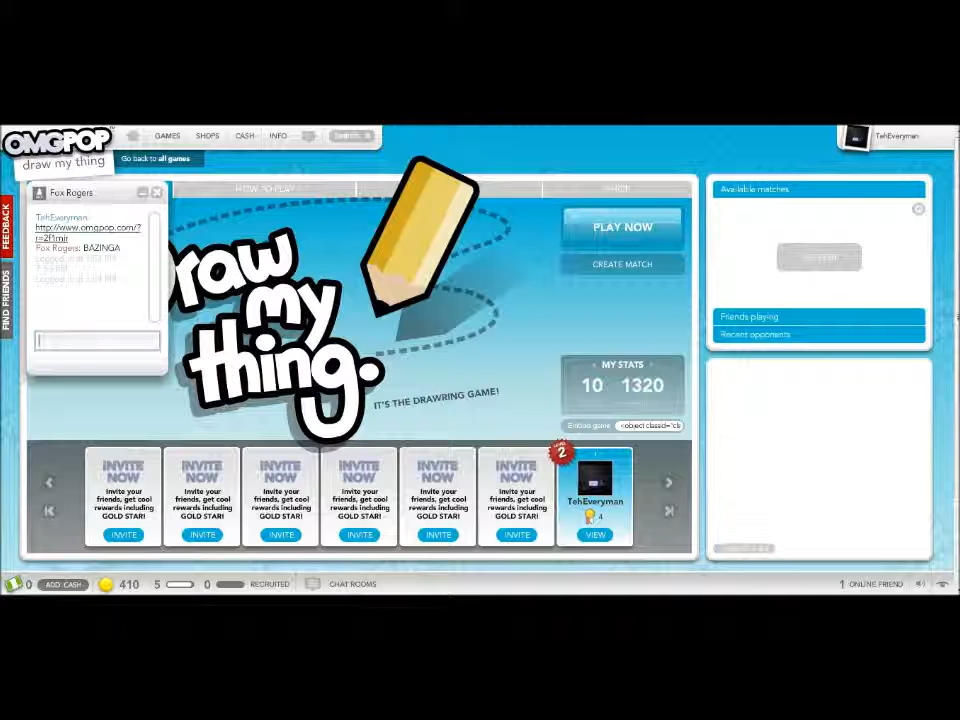 OMGPOP
draw my thing
GAMES SHOPS CASH INFO
TehEveryman
Go back to all games
FEEDBACK
FIND FRIENDS
Fox Rogers
TehEveryman:
http://www.omgpop.com/?
r=2f1mir
Fox Rogers: BAZINGA
HOW TO PLAY
Draw
my
thing.
IT'S THE DRAWRING GAME!
PLAY NOW
CREATE MATCH
MY STATS
10 1320
Embed game <object classid="cls
Available matches
Friends playing
Recent opponents
INVITE NOW
Invite your
friends, get cool
rewards including
GOLD STAR!
INVITE
INVITE NOW
Invite your
friends, get cool
rewards including
GOLD STAR!
INVITE
INVITE NOW
Invite your
friends, get cool
rewards including
GOLD STAR!
INVITE
INVITE NOW
Invite your
friends, get cool
rewards including
GOLD STAR!
INVITE
INVITE NOW
Invite your
friends, get cool
rewards including
GOLD STAR!
INVITE
INVITE NOW
Invite your
friends, get cool
rewards including
GOLD STAR!
INVITE
LEVEL 2
1
TehEveryman
4
VIEW
0 ADD CASH 410 5 0 RECRUITED CHAT ROOMS 1 ONLINE FRIEND